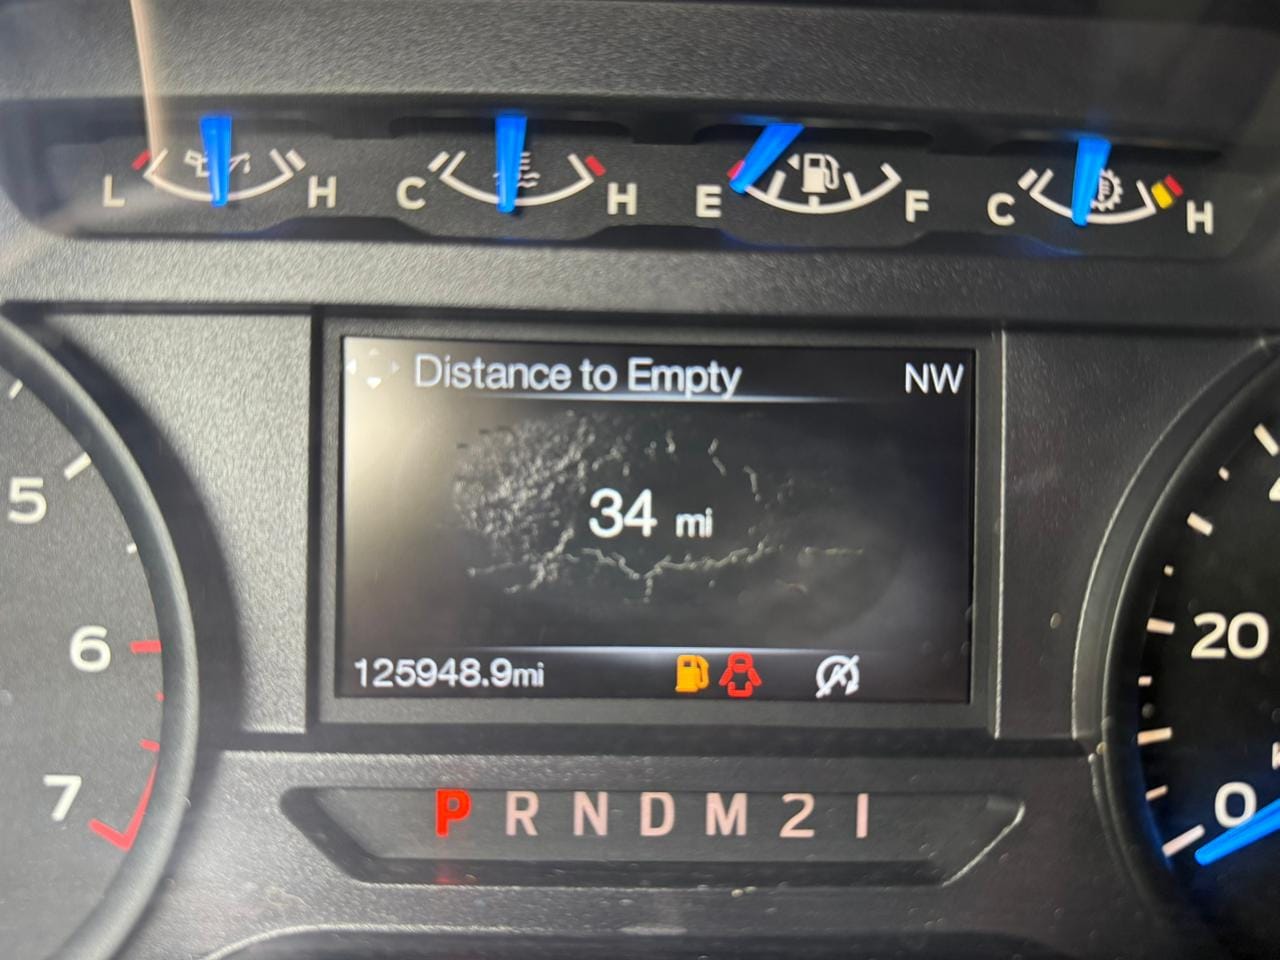 L H C H E F C H
Distance to Empty NW
34 mi
125948.9mi
5
6
7
20
0
P R N D M 2 1